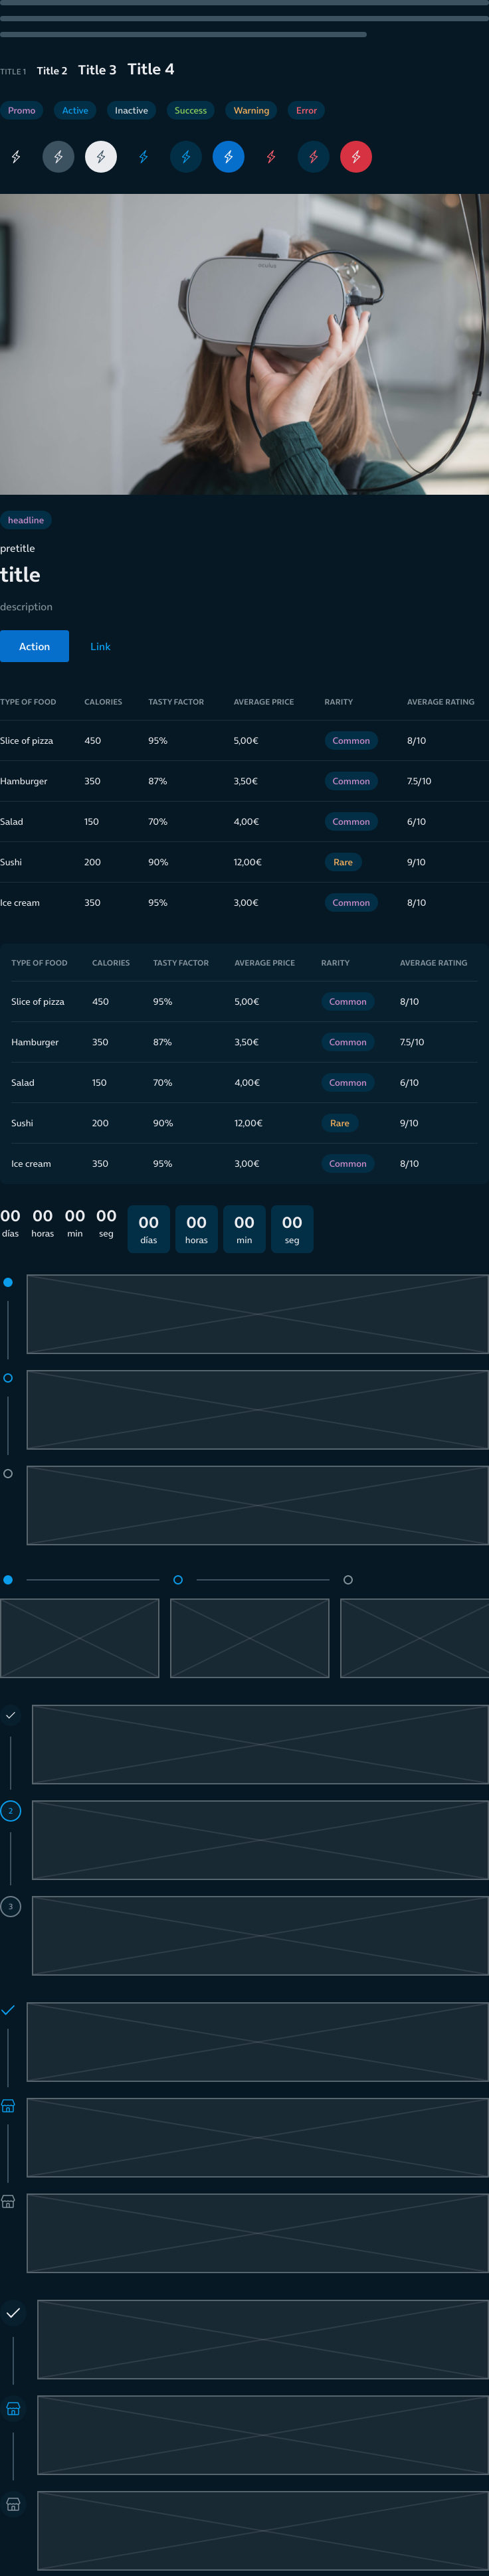 TITLE 1 Title 2 Title 3 Title 4
Promo Active Inactive Success Warning Error
oculus
headline
pretitle
title
description
Action Link
TYPE OF FOOD CALORIES TASTY FACTOR AVERAGE PRICE RARITY AVERAGE RATING
Slice of pizza 450 95% 5,00€ Common 8/10
Hamburger 350 87% 3,50€ Common 7.5/10
Salad 150 70% 4,00€ Common 6/10
Sushi 200 90% 12,00€ Rare 9/10
Ice cream 350 95% 3,00€ Common 8/10
TYPE OF FOOD CALORIES TASTY FACTOR AVERAGE PRICE RARITY AVERAGE RATING
Slice of pizza 450 95% 5,00€ Common 8/10
Hamburger 350 87% 3,50€ Common 7.5/10
Salad 150 70% 4,00€ Common 6/10
Sushi 200 90% 12,00€ Rare 9/10
Ice cream 350 95% 3,00€ Common 8/10
00 00 00 00 00 00 00 00
días horas min seg días horas min seg
2
3